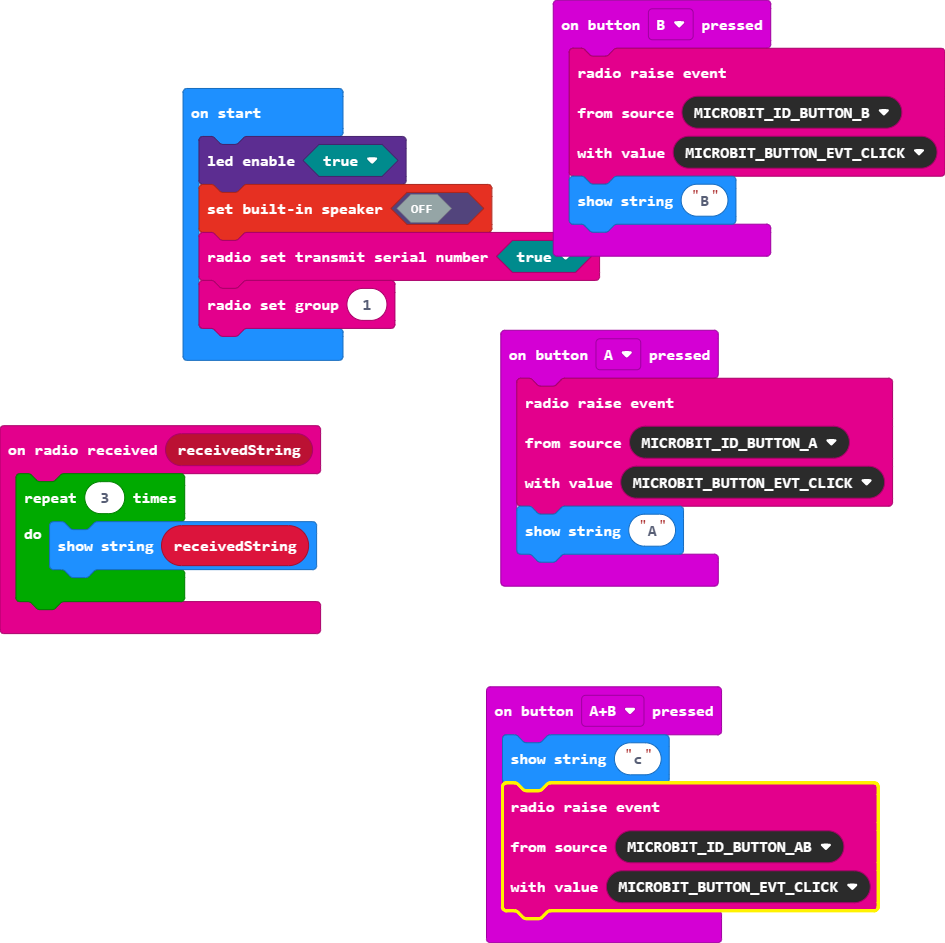 on button B pressed
radio raise event
from source MICROBIT_ID_BUTTON_B
with value MICROBIT_BUTTON_EVT_CLICK
show string "B"
on start
led enable true
set built-in speaker OFF
radio set transmit serial number true
radio set group 1
on button A pressed
radio raise event
from source MICROBIT_ID_BUTTON_A
with value MICROBIT_BUTTON_EVT_CLICK
show string "A"
on radio received receivedString
repeat 3 times
do
show string receivedString
on button A+B pressed
show string "c"
radio raise event
from source MICROBIT_ID_BUTTON_AB
with value MICROBIT_BUTTON_EVT_CLICK